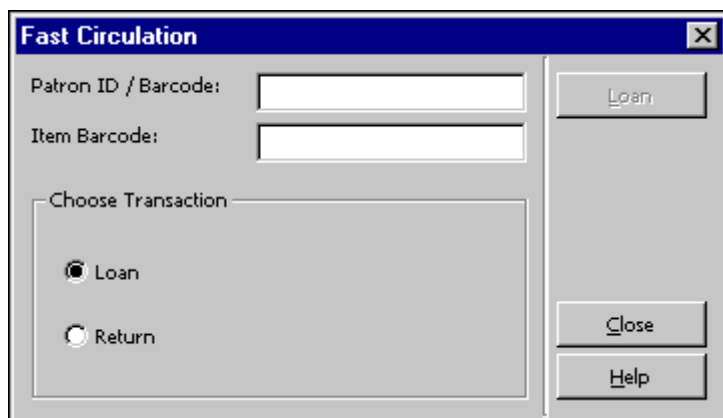 Fast Circulation
Patron ID / Barcode:
Loan
Item Barcode:
Choose Transaction
Loan
Return
Close
Help